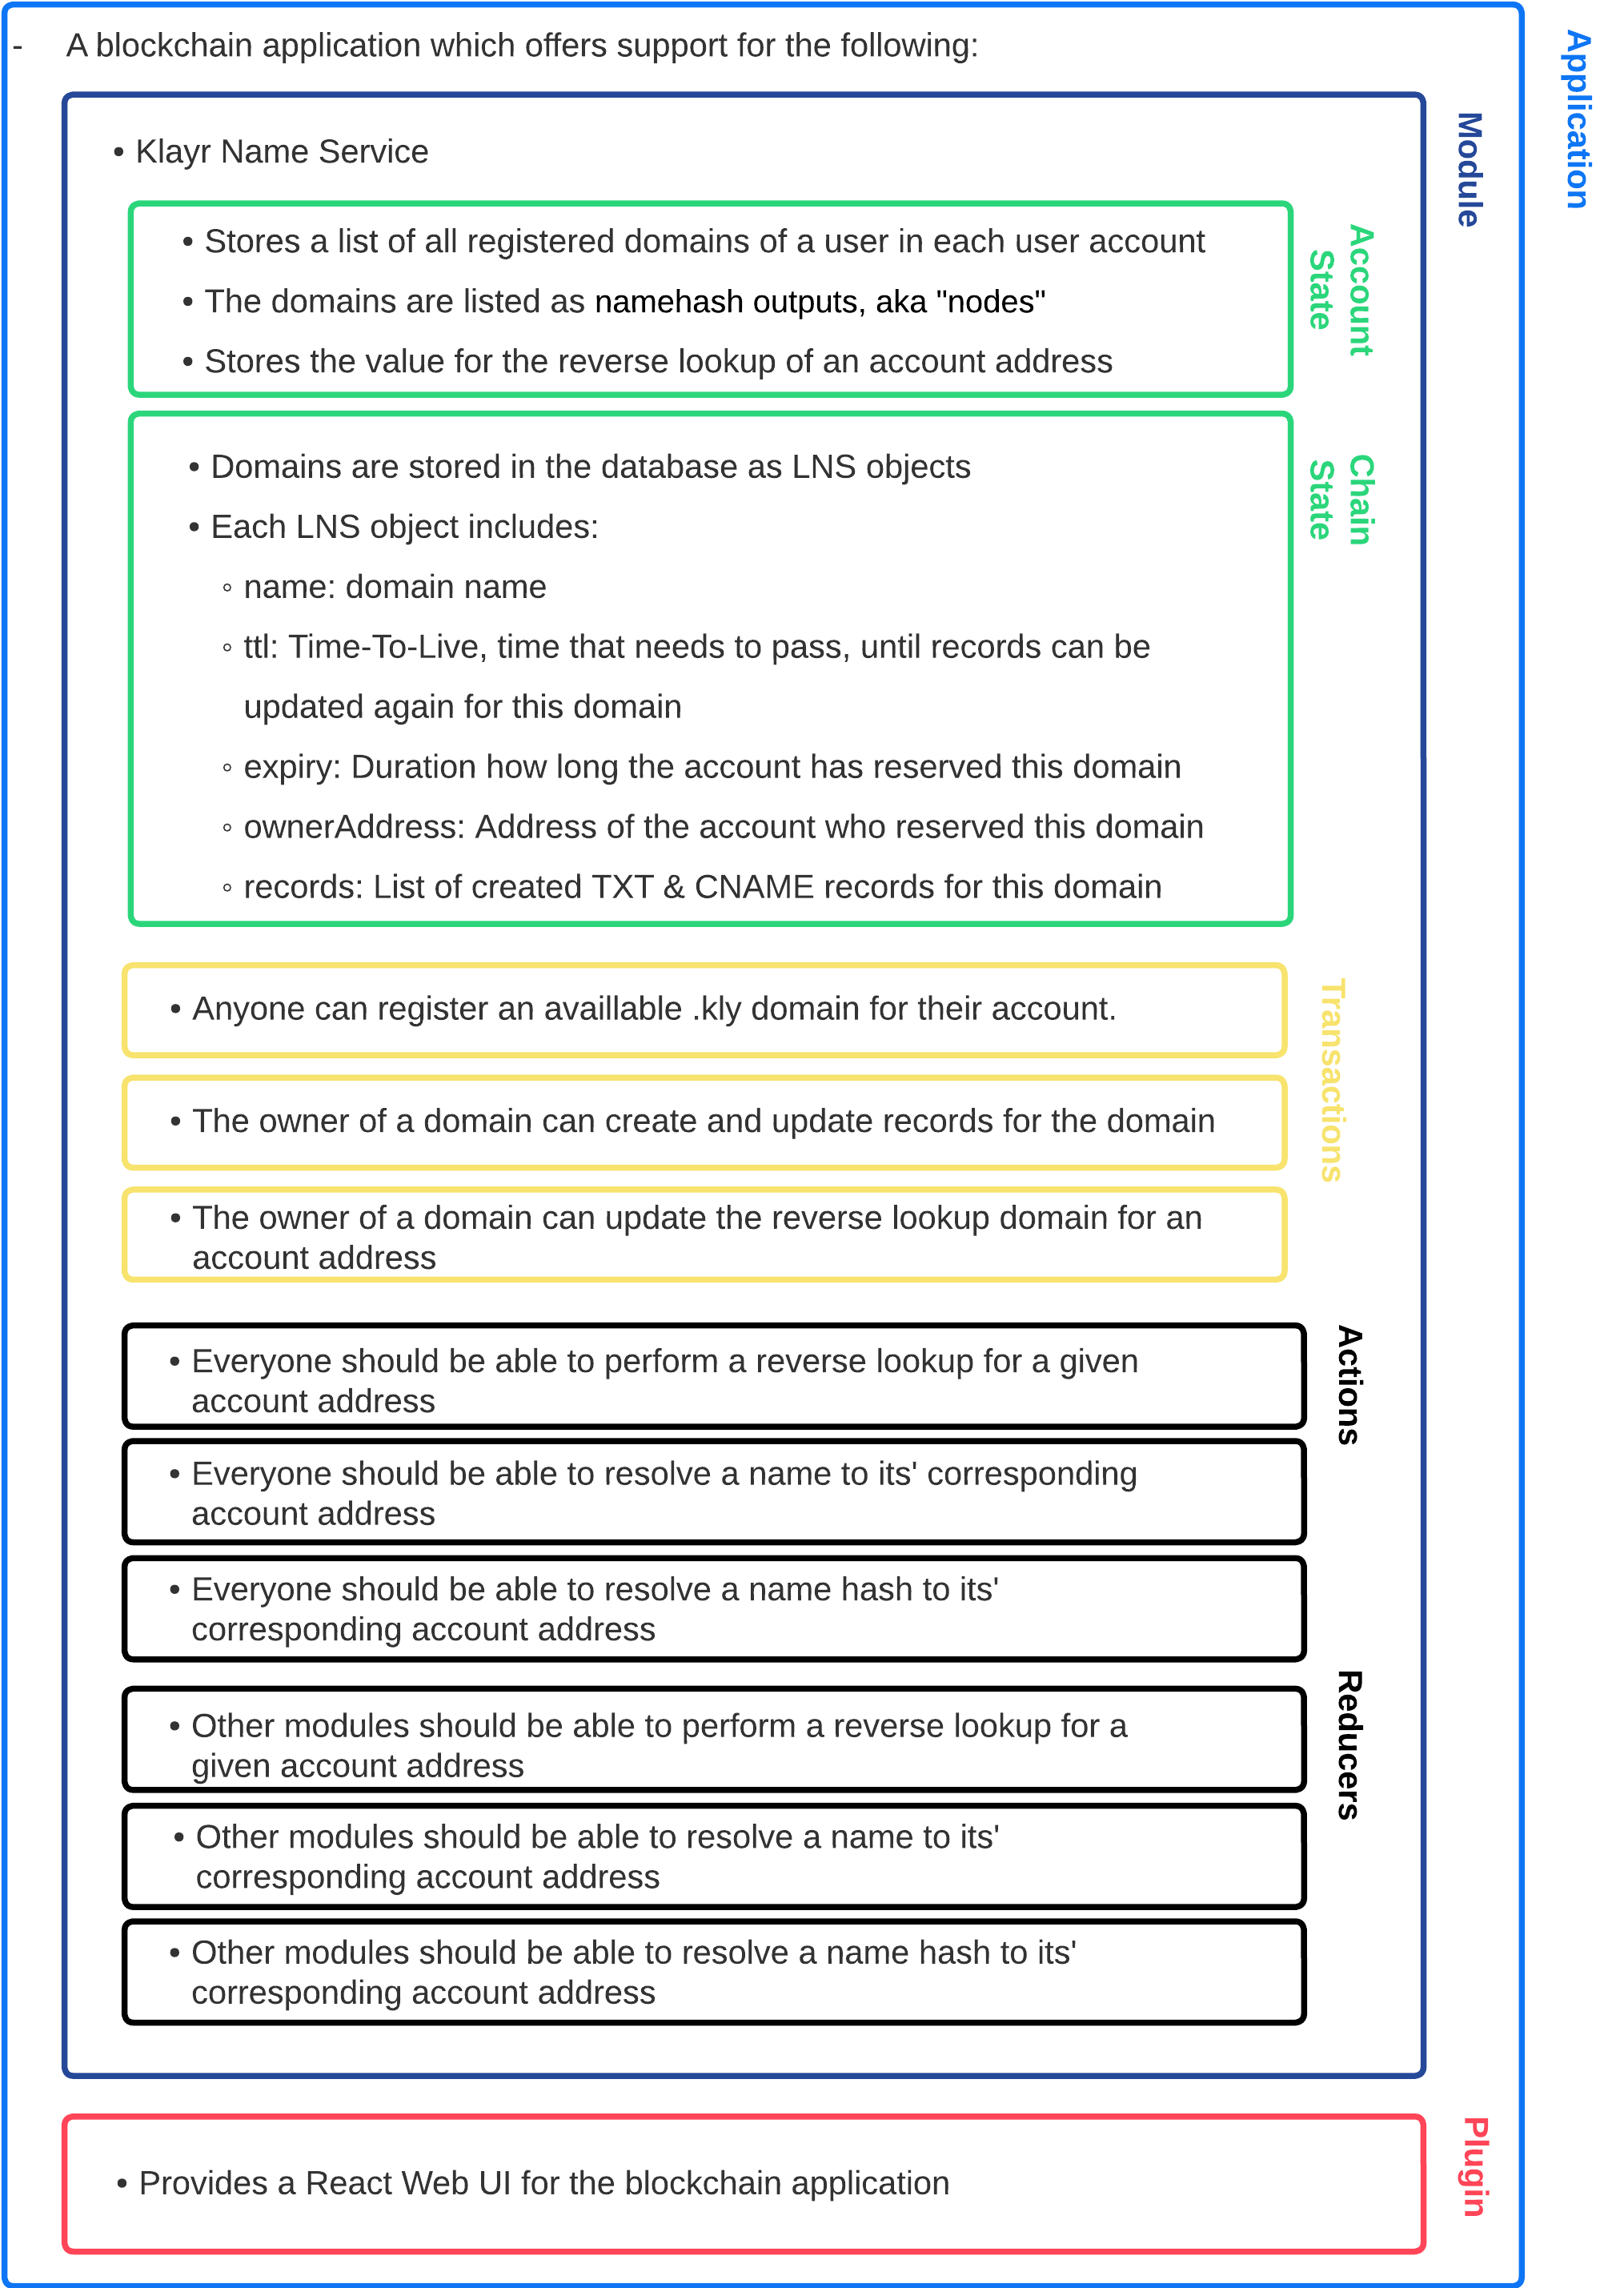 - A blockchain application which offers support for the following:
Application
Module
• Klayr Name Service
Account
State
• Stores a list of all registered domains of a user in each user account
• The domains are listed as namehash outputs, aka "nodes"
• Stores the value for the reverse lookup of an account address
Chain
State
• Domains are stored in the database as LNS objects
• Each LNS object includes:
◦ name: domain name
◦ ttl: Time-To-Live, time that needs to pass, until records can be
updated again for this domain
◦ expiry: Duration how long the account has reserved this domain
◦ ownerAddress: Address of the account who reserved this domain
◦ records: List of created TXT & CNAME records for this domain
Transactions
• Anyone can register an availlable .kly domain for their account.
• The owner of a domain can create and update records for the domain
• The owner of a domain can update the reverse lookup domain for an
account address
Actions
• Everyone should be able to perform a reverse lookup for a given
account address
• Everyone should be able to resolve a name to its' corresponding
account address
• Everyone should be able to resolve a name hash to its'
corresponding account address
Reducers
• Other modules should be able to perform a reverse lookup for a
given account address
• Other modules should be able to resolve a name to its'
corresponding account address
• Other modules should be able to resolve a name hash to its'
corresponding account address
Plugin
• Provides a React Web UI for the blockchain application